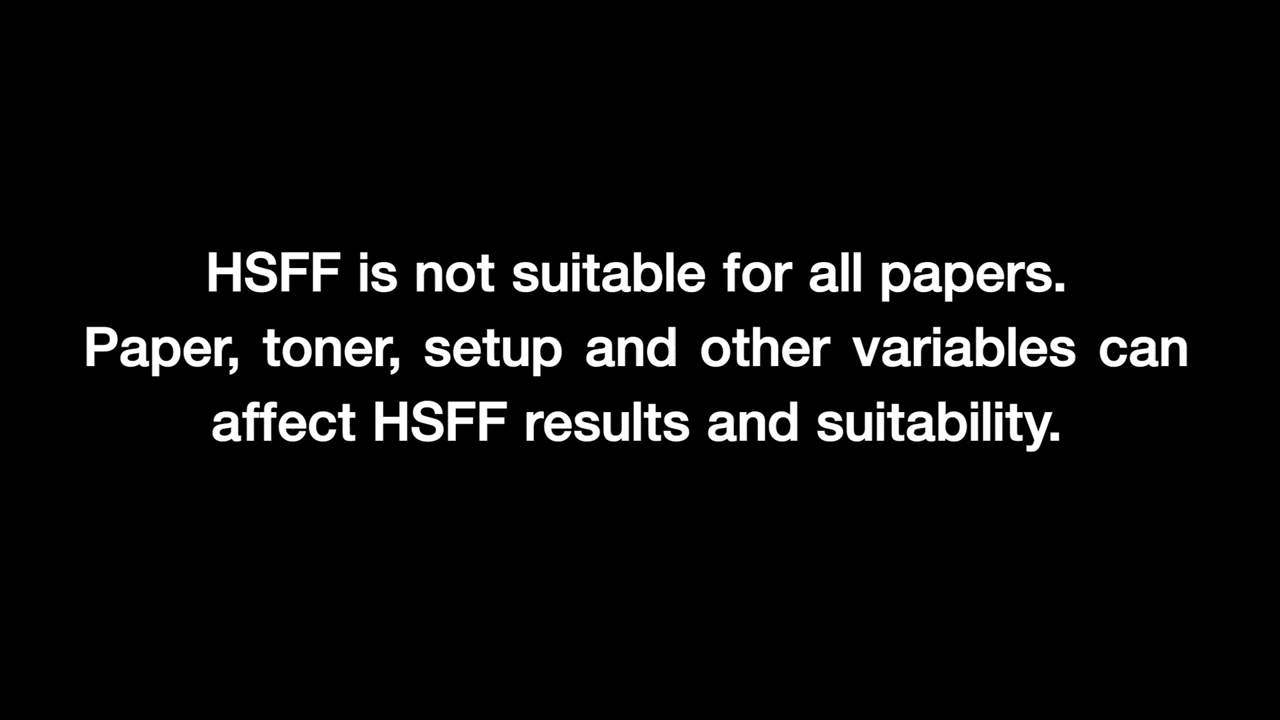 HSFF is not suitable for all papers.
Paper, toner, setup and other variables can
affect HSFF results and suitability.